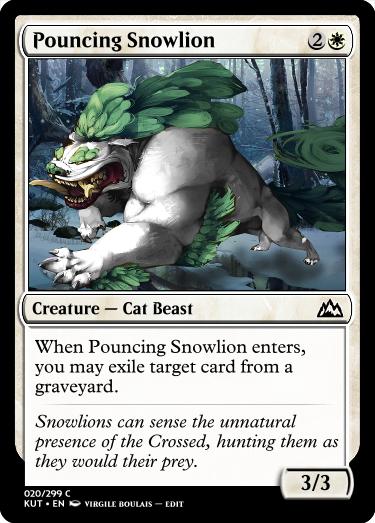 Pouncing Snowlion 2
Creature — Cat Beast
When Pouncing Snowlion enters,
you may exile target card from a
graveyard.
Snowlions can sense the unnatural
presence of the Crossed, hunting them as
they would their prey.
3/3
020/299 C
KUT • EN VIRGILE BOULAIS — EDIT